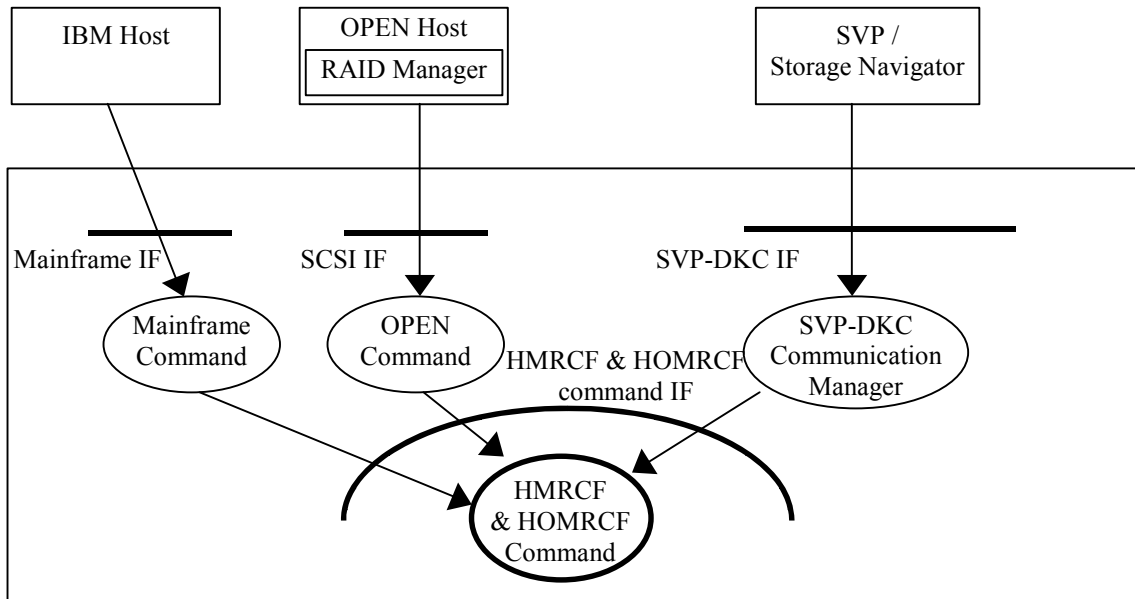 IBM Host
OPEN Host
RAID Manager
SVP /
Storage Navigator
Mainframe IF
SCSI IF
SVP-DKC IF
Mainframe
Command
OPEN
Command
SVP-DKC
Communication
Manager
HMRCF & HOMRCF
command IF
HMRCF
& HOMRCF
Command